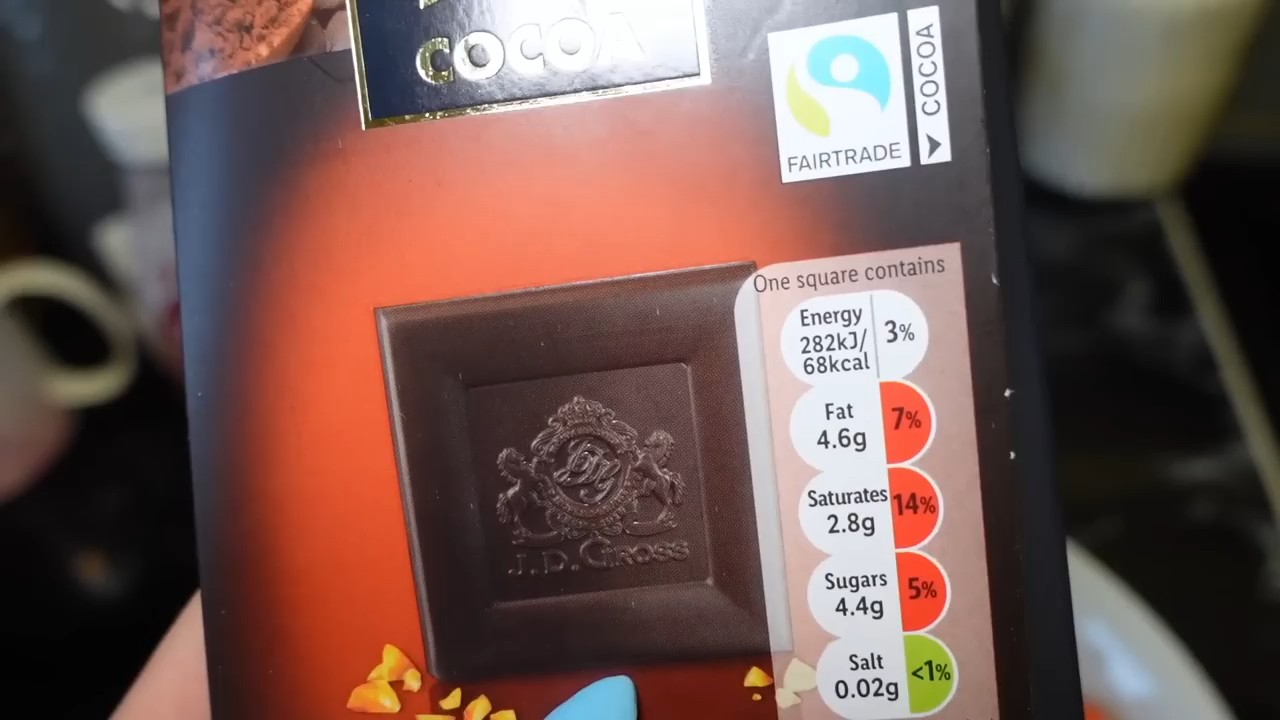 COCOA
FAIRTRADE
COCOA
One square contains
Energy
282kJ/
68kcal
3%
Fat
4.6g
7%
Saturates
2.8g
14%
Sugars
4.4g
5%
Salt
0.02g
<1%
J.D.GROSS